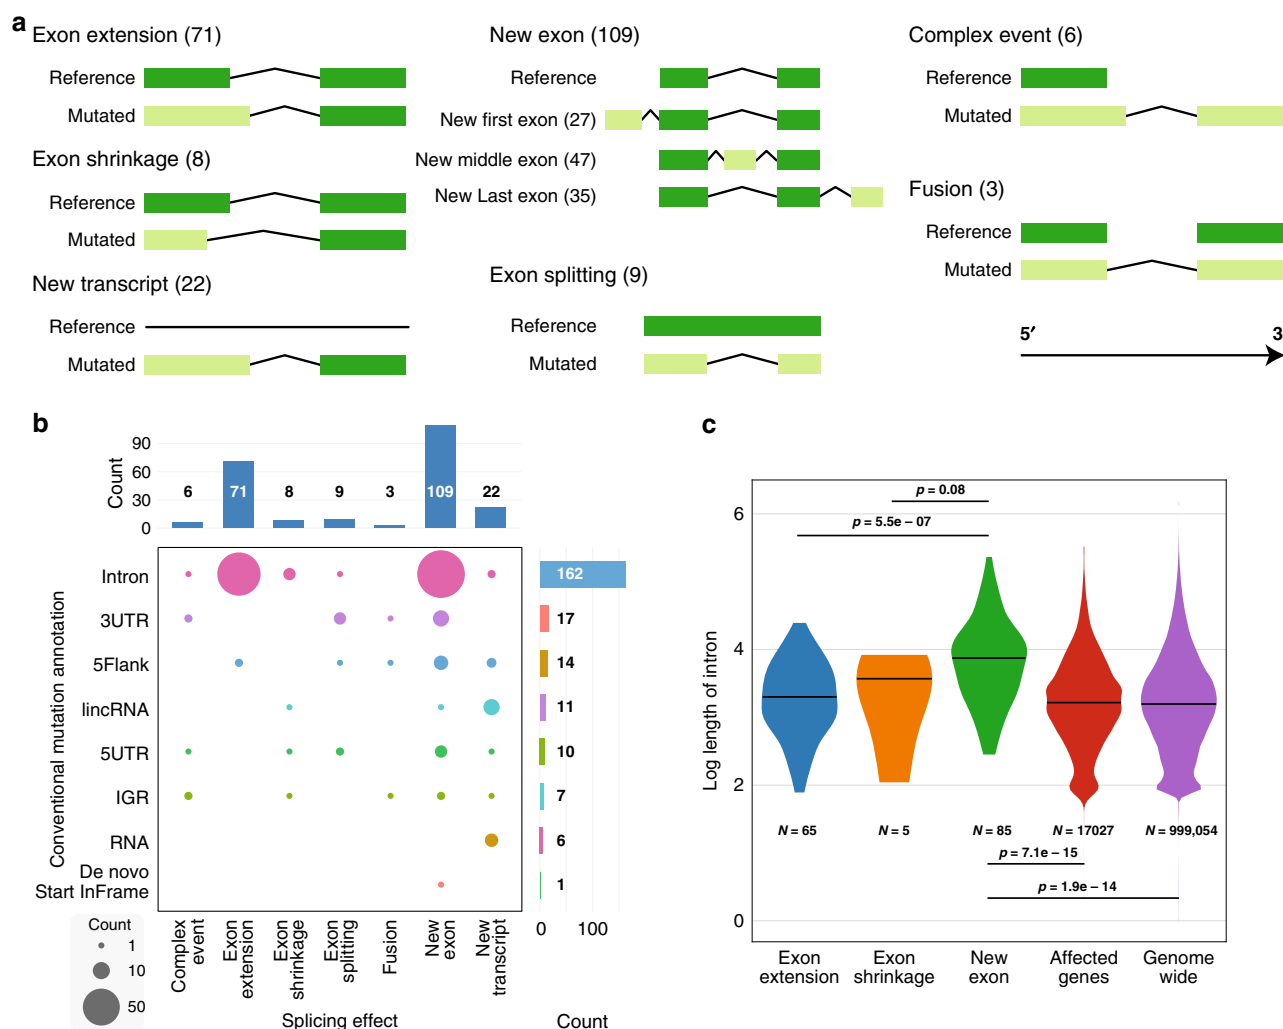 a
Exon extension (71)
Reference
Mutated
Exon shrinkage (8)
Reference
Mutated
New transcript (22)
Reference
Mutated
New exon (109)
Reference
New first exon (27)
New middle exon (47)
New Last exon (35)
Exon splitting (9)
Reference
Mutated
Complex event (6)
Reference
Mutated
Fusion (3)
Reference
Mutated
5′ 3
b
Count
90
60
30
0
6 71 8 9 3 109 22
Conventional mutation annotation
Intron
3UTR
5Flank
lincRNA
5UTR
IGR
RNA
De novo
Start InFrame
162
17
14
11
10
7
6
1
0 100
Count
Count
1
10
50
Complex
event
Exon
extension
Exon
shrinkage
Exon
splitting
Fusion
New
exon
New
transcript
Splicing effect
c
Log length of intron
6
4
2
0
p = 0.08
p = 5.5e − 07
N = 65 N = 5 N = 85 N = 17027 N = 999,054
p = 7.1e − 15
p = 1.9e − 14
Exon
extension
Exon
shrinkage
New
exon
Affected
genes
Genome
wide